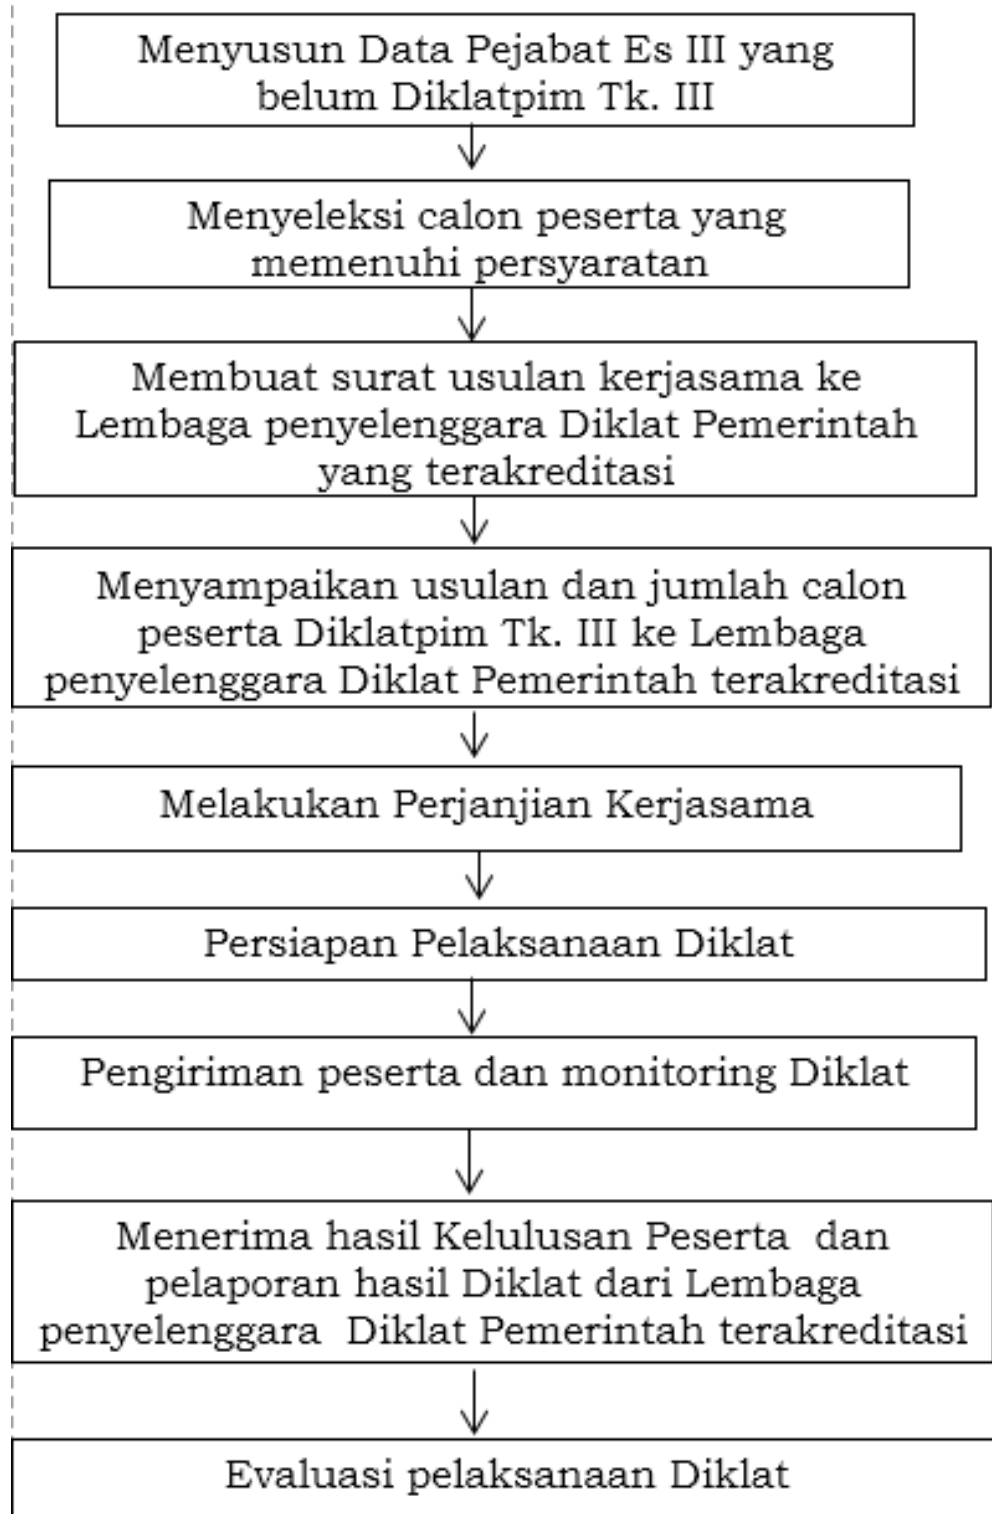 Menyusun Data Pejabat Es III yang
belum Diklatpim Tk. III
Menyeleksi calon peserta yang
memenuhi persyaratan
Membuat surat usulan kerjasama ke
Lembaga penyelenggara Diklat Pemerintah
yang terakreditasi
Menyampaikan usulan dan jumlah calon
peserta Diklatpim Tk. III ke Lembaga
penyelenggara Diklat Pemerintah terakreditasi
Melakukan Perjanjian Kerjasama
Persiapan Pelaksanaan Diklat
Pengiriman peserta dan monitoring Diklat
Menerima hasil Kelulusan Peserta dan
pelaporan hasil Diklat dari Lembaga
penyelenggara Diklat Pemerintah terakreditasi
Evaluasi pelaksanaan Diklat